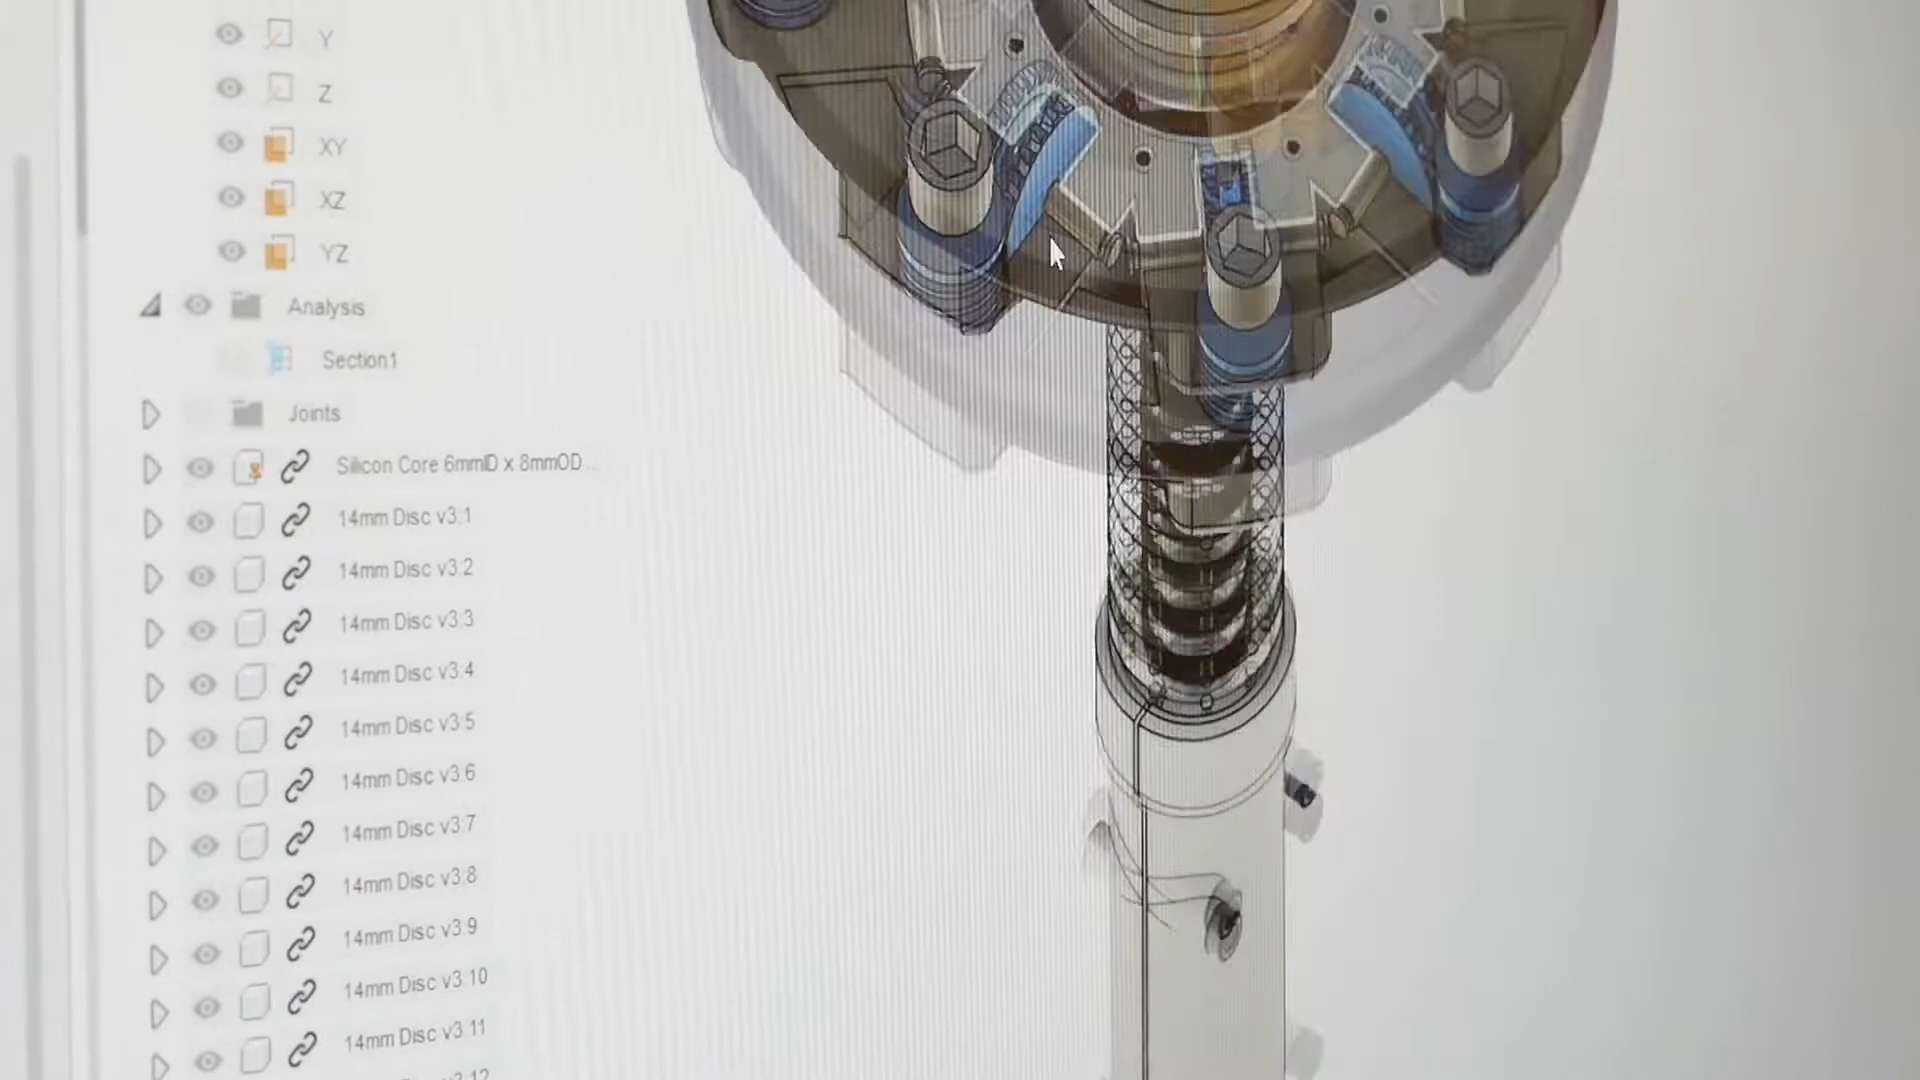 Y
Z
XY
XZ
YZ
Analysis
Section1
Joints
Silicon Core 6mmID x 8mmOD...
14mm Disc v3:1
14mm Disc v3:2
14mm Disc v3:3
14mm Disc v3:4
14mm Disc v3:5
14mm Disc v3:6
14mm Disc v3:7
14mm Disc v3:8
14mm Disc v3:9
14mm Disc v3:10
14mm Disc v3:11
v3:12